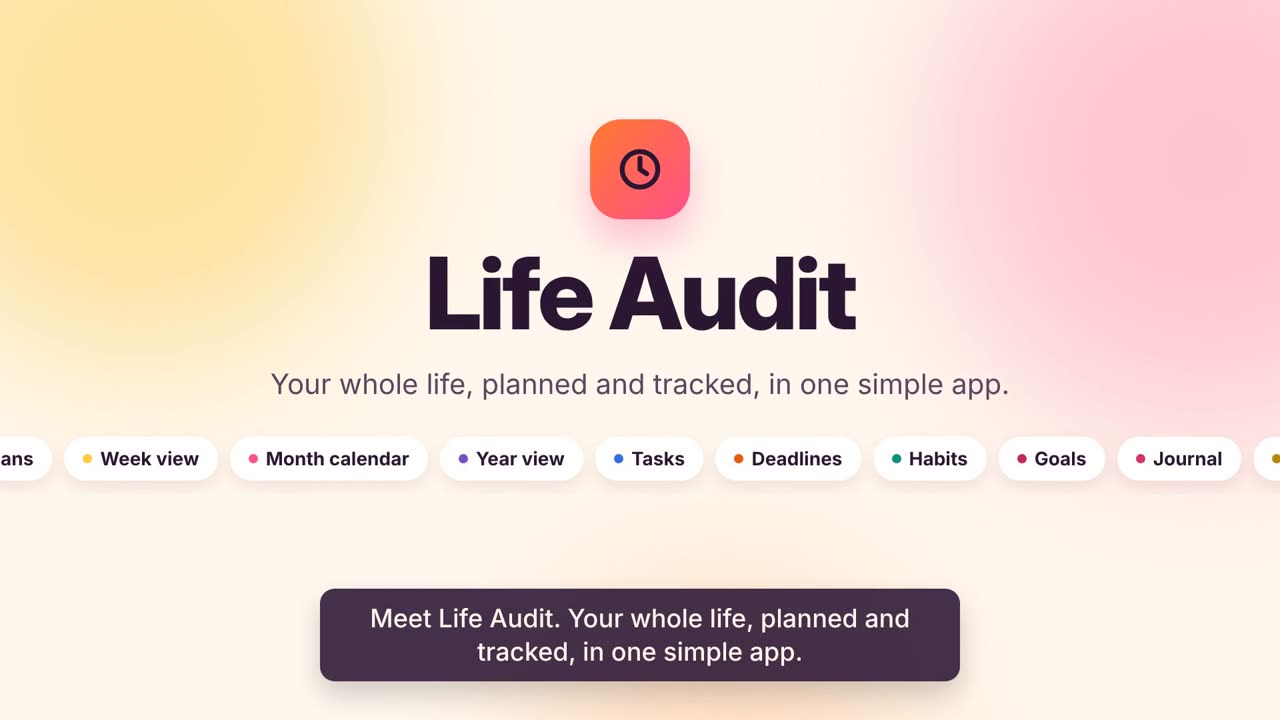 Life Audit
Your whole life, planned and tracked, in one simple app.
ans Week view Month calendar Year view Tasks Deadlines Habits Goals Journal
Meet Life Audit. Your whole life, planned and
tracked, in one simple app.